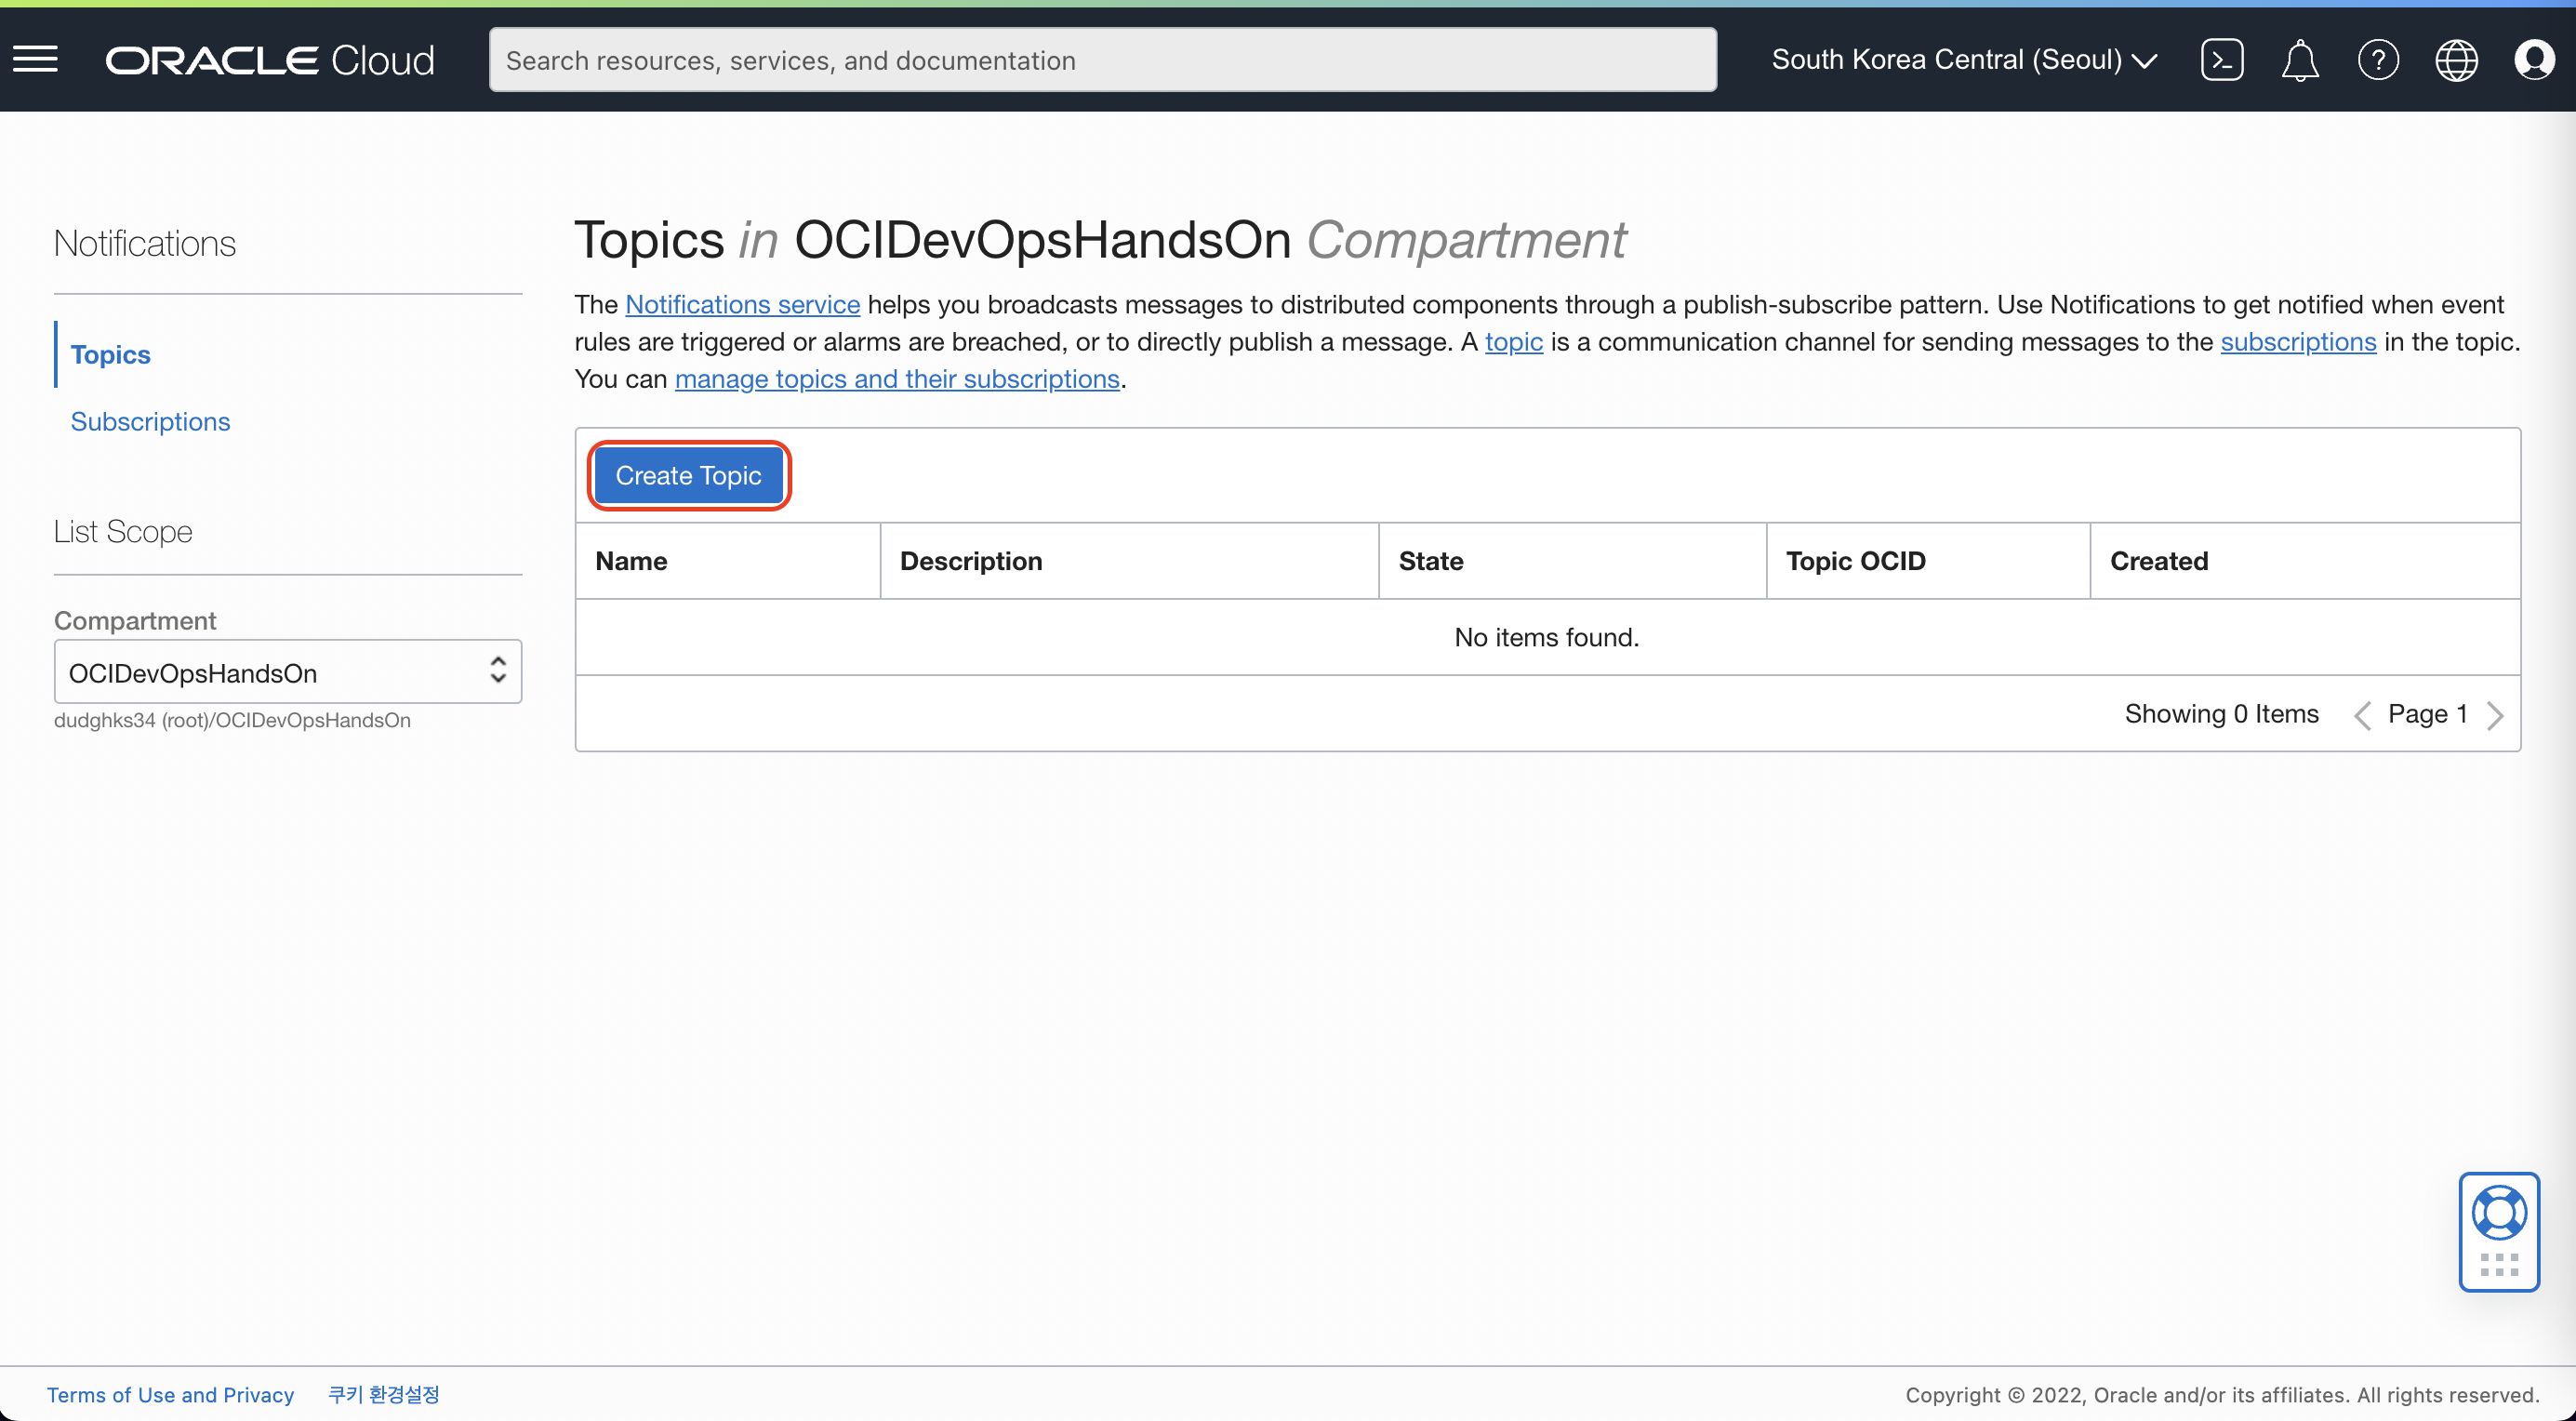 ORACLE Cloud
Search resources, services, and documentation
South Korea Central (Seoul)
Notifications
Topics
Subscriptions
List Scope
Compartment
OCIDevOpsHandsOn
dudghks34 (root)/OCIDevOpsHandsOn
Topics in OCIDevOpsHandsOn Compartment
The Notifications service helps you broadcasts messages to distributed components through a publish-subscribe pattern. Use Notifications to get notified when event
rules are triggered or alarms are breached, or to directly publish a message. A topic is a communication channel for sending messages to the subscriptions in the topic.
You can manage topics and their subscriptions.
Create Topic
Name Description State Topic OCID Created
No items found.
Showing 0 Items Page 1
Terms of Use and Privacy 쿠키 환경설정
Copyright © 2022, Oracle and/or its affiliates. All rights reserved.